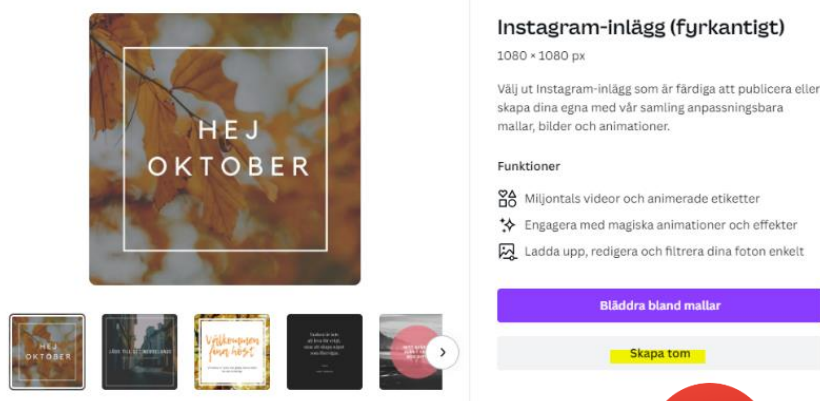 HEJ
OKTOBER
HEJ
OKTOBER
Välkommen
fina höst
Instagram-inlägg (fyrkantigt)
1080 × 1080 px
Välj ut Instagram-inlägg som är färdiga att publicera eller
skapa dina egna med vår samling anpassningsbara
mallar, bilder och animationer.
Funktioner
Miljontals videor och animerade etiketter
Engagera med magiska animationer och effekter
Ladda upp, redigera och filtrera dina foton enkelt
Bläddra bland mallar
Skapa tom